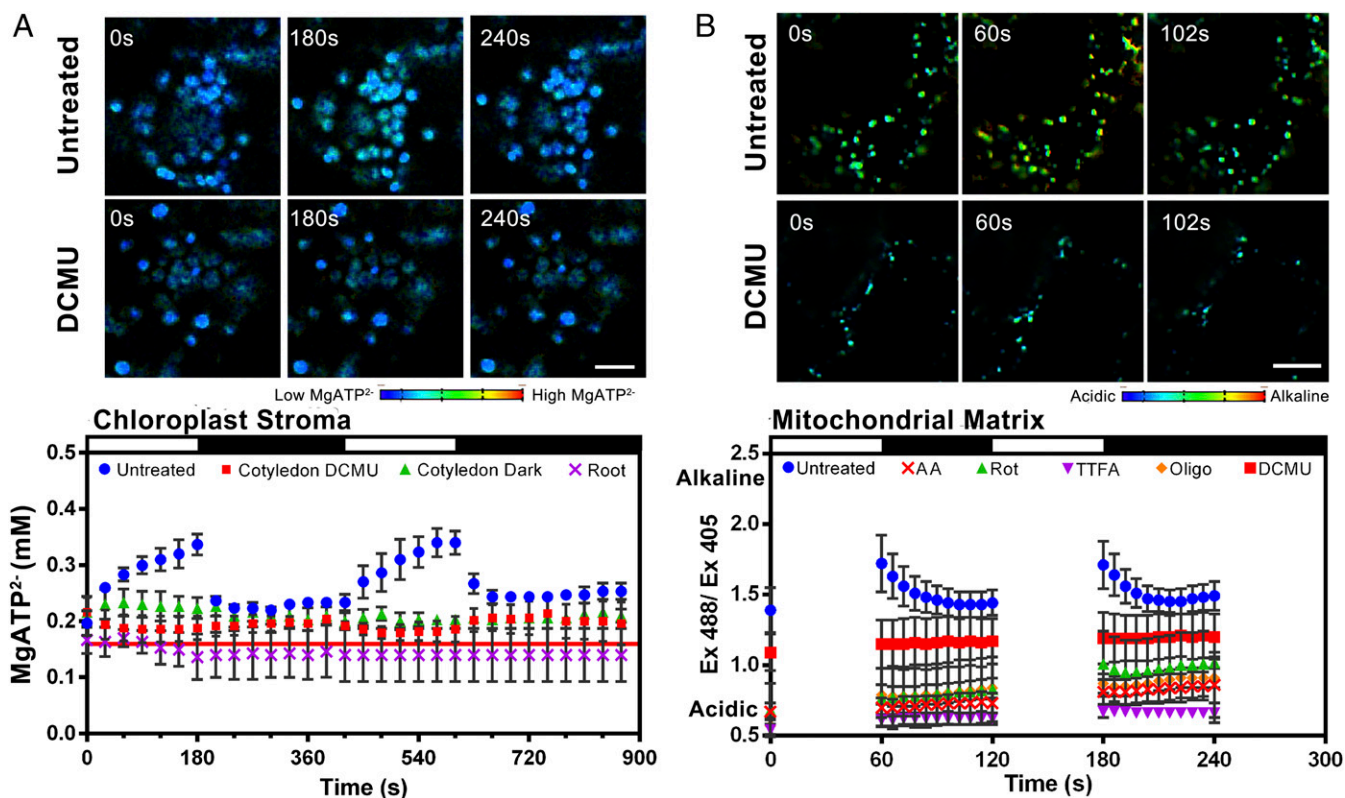 A
Untreated
0s
180s
240s
DCMU
0s
180s
240s
Low MgATP²⁻
High MgATP²⁻
Chloroplast Stroma
Untreated
Cotyledon DCMU
Cotyledon Dark
Root
MgATP²⁻ (mM)
0.5
0.4
0.3
0.2
0.1
0.0
0
180
360
540
720
900
Time (s)
B
Untreated
0s
60s
102s
DCMU
0s
60s
102s
Acidic
Alkaline
Mitochondrial Matrix
Untreated
AA
Rot
TTFA
Oligo
DCMU
Ex 488/ Ex 405
2.5
Alkaline
2.0
1.5
1.0
Acidic
0.5
0
60
120
180
240
300
Time (s)